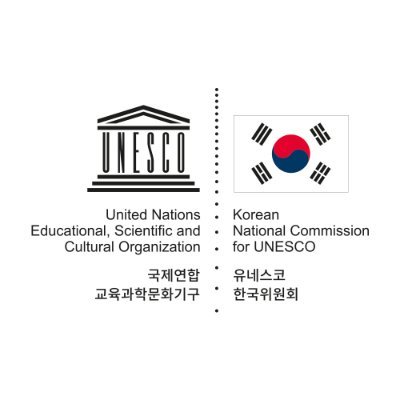 UNESCO
United Nations
Educational, Scientific and
Cultural Organization
국제연합
교육과학문화기구
Korean
National Commission
for UNESCO
유네스코
한국위원회